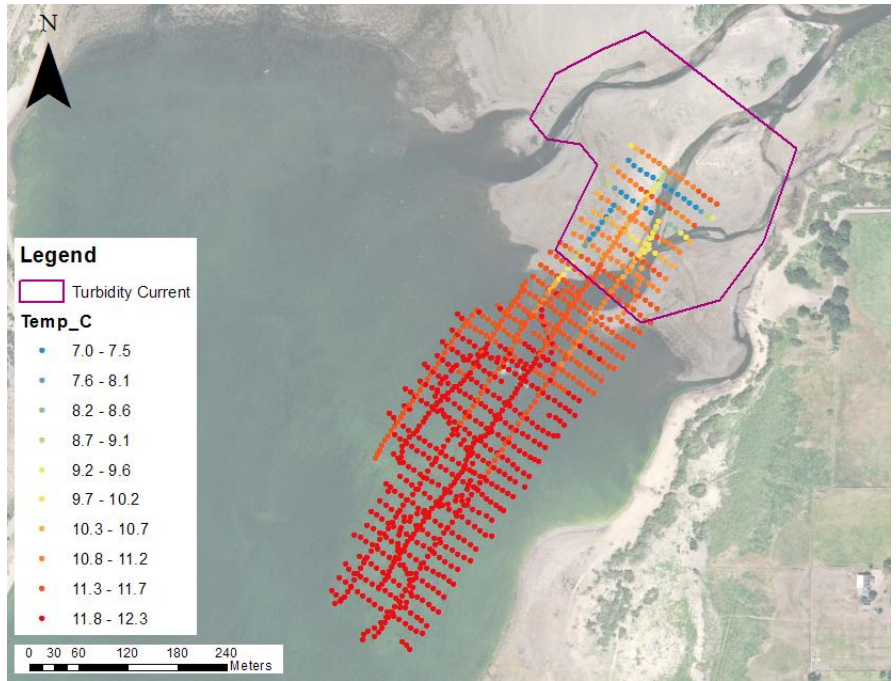 N
Legend
Turbidity Current
Temp_C
7.0 - 7.5
7.6 - 8.1
8.2 - 8.6
8.7 - 9.1
9.2 - 9.6
9.7 - 10.2
10.3 - 10.7
10.8 - 11.2
11.3 - 11.7
11.8 - 12.3
0 30 60 120 180 240
Meters